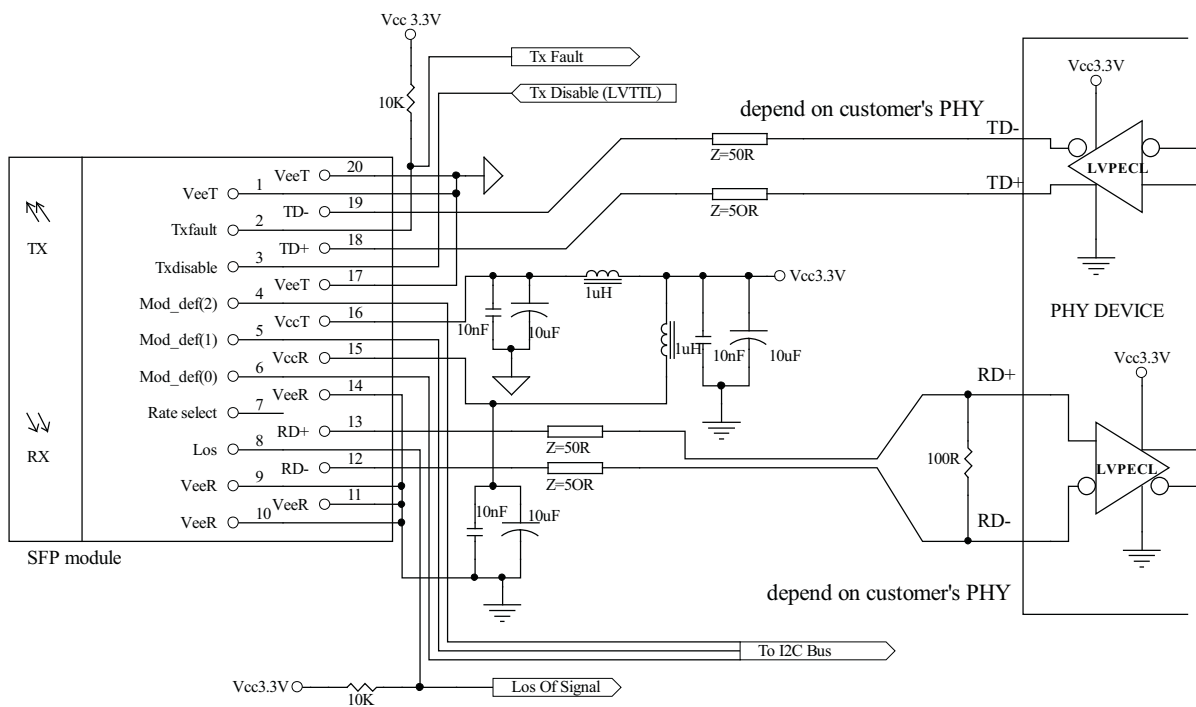 Vcc 3.3V
Tx Fault
10K
Tx Disable (LVTTL)
depend on customer's PHY
Vcc3.3V
TD-
Z=50R
LVPECL
TD+
Z=5OR
VeeT 20
VeeT 1
TD- 19
Txfault 2
TD+ 18
Txdisable 3
VeeT 17
Mod_def(2) 4
VccT 16
Mod_def(1) 5
VccR 15
Mod_def(0) 6
VeeR 14
Rate select 7
RD+ 13
Los 8
RD- 12
VeeR 9
VeeR 11
VeeR 10
TX
RX
SFP module
1uH
Vcc3.3V
10nF
10uF
1uH
10nF
10uF
PHY DEVICE
Vcc3.3V
RD+
Z=50R
100R
LVPECL
Z=5OR
10nF
10uF
RD-
depend on customer's PHY
To I2C Bus
Vcc3.3V
10K
Los Of Signal